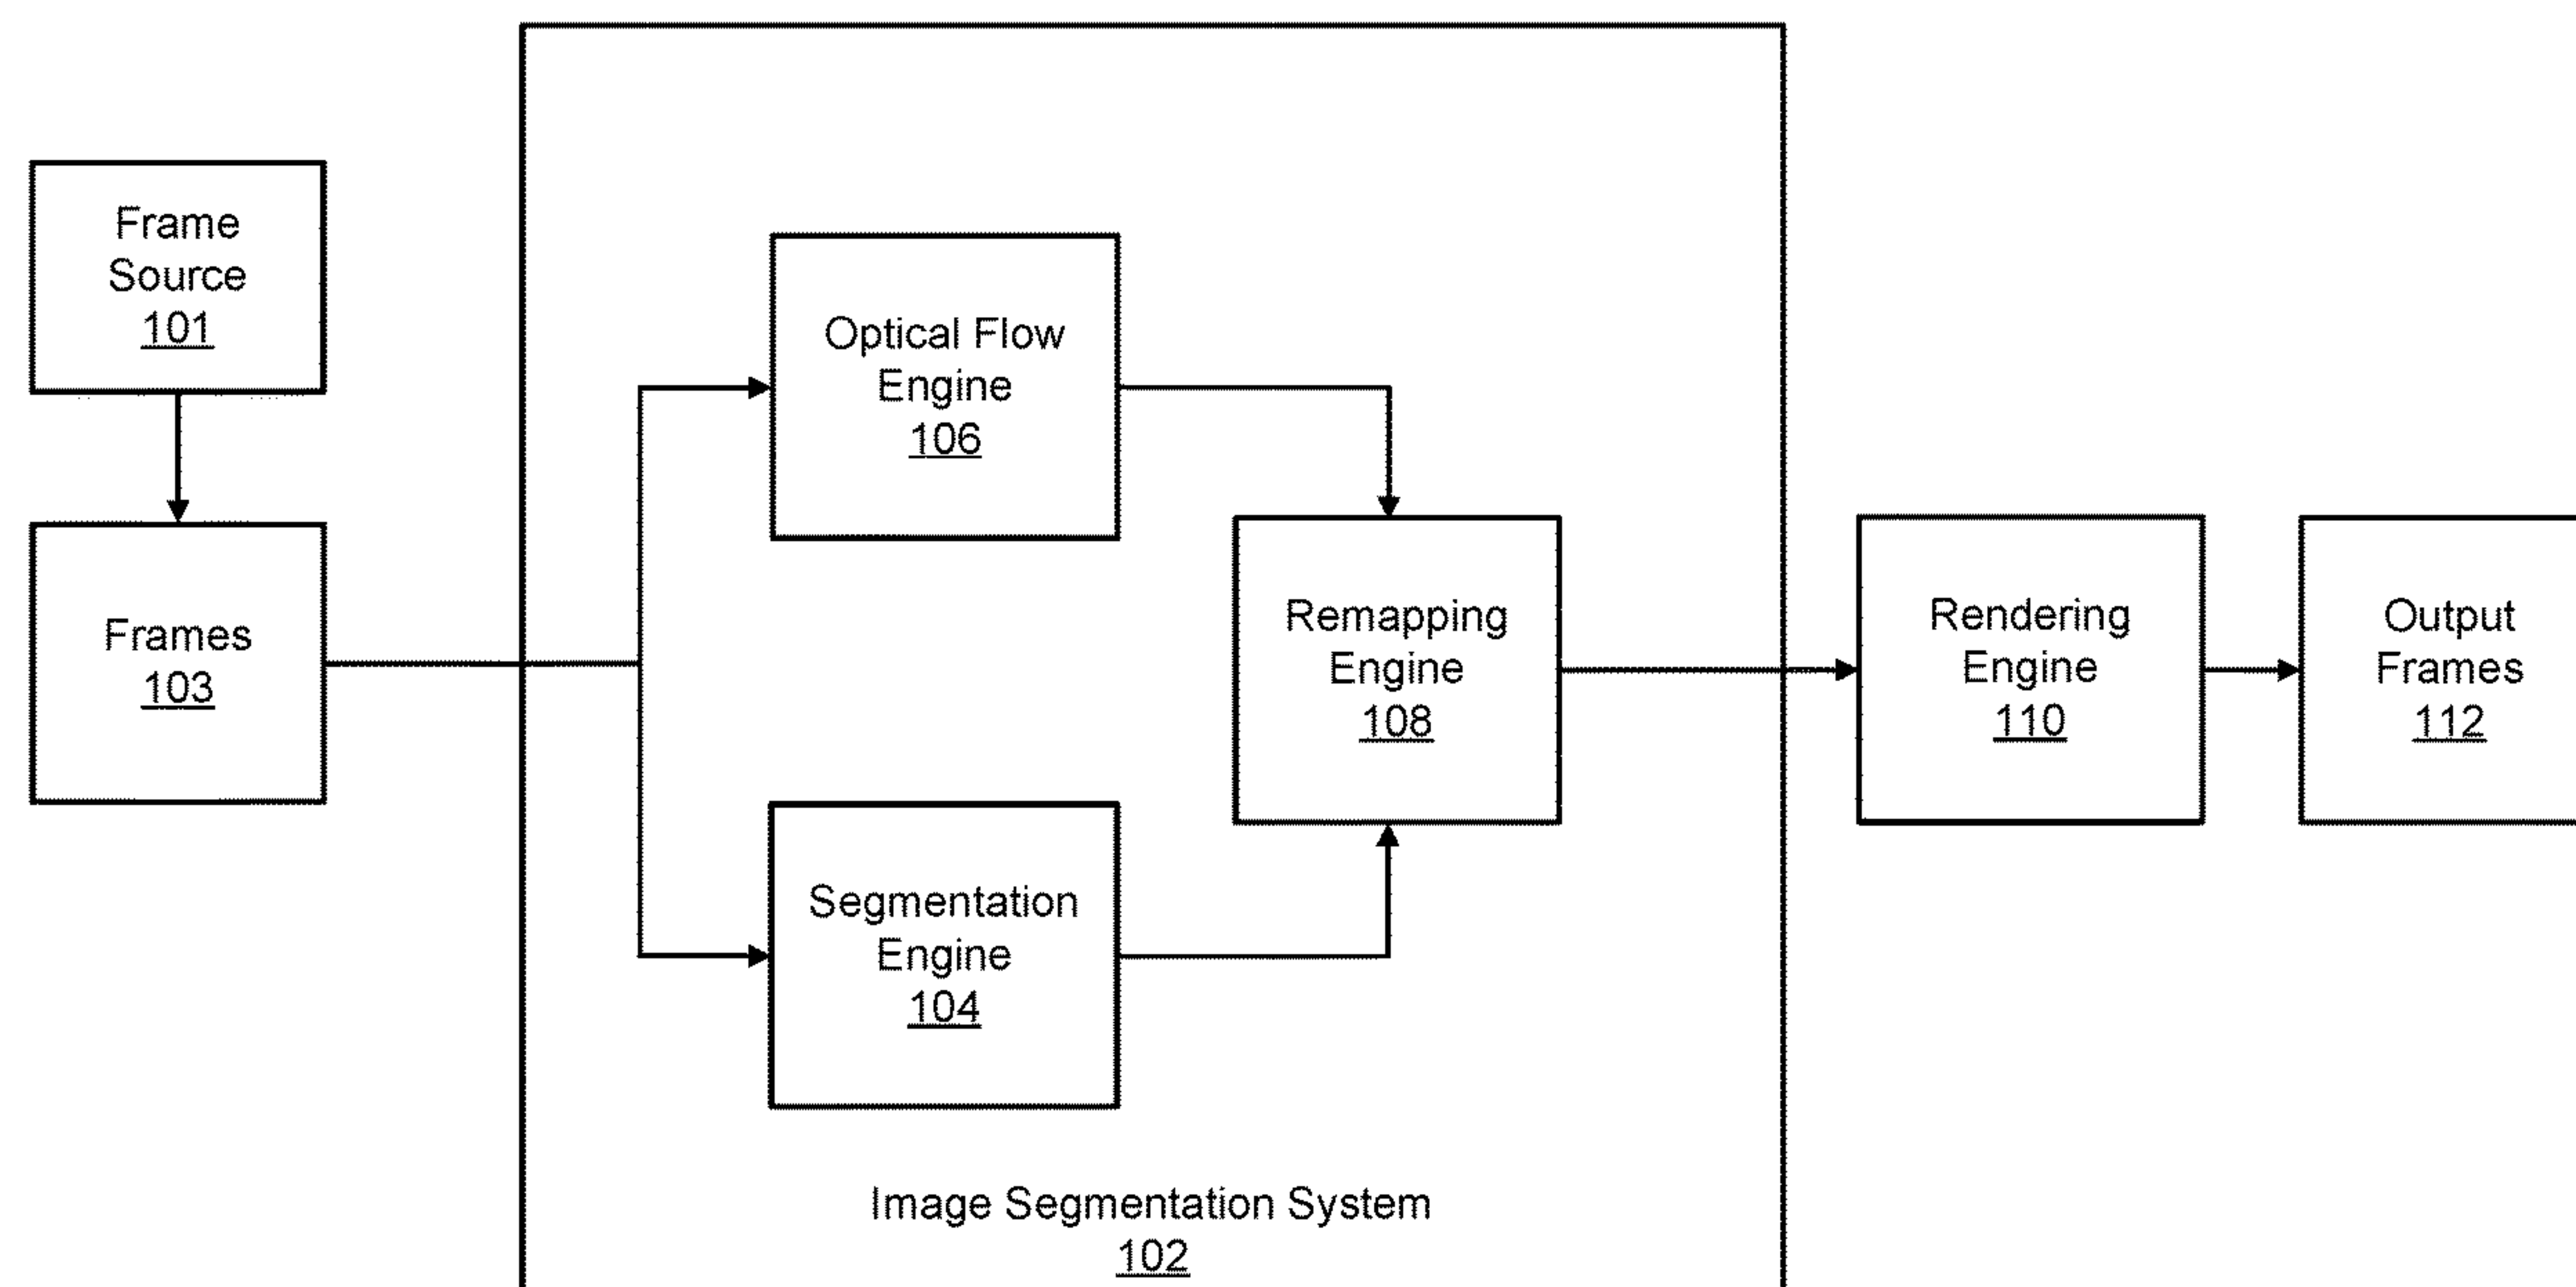 Frame
Source
101
Frames
103
Optical Flow
Engine
106
Segmentation
Engine
104
Remapping
Engine
108
Image Segmentation System
102
Rendering
Engine
110
Output
Frames
112